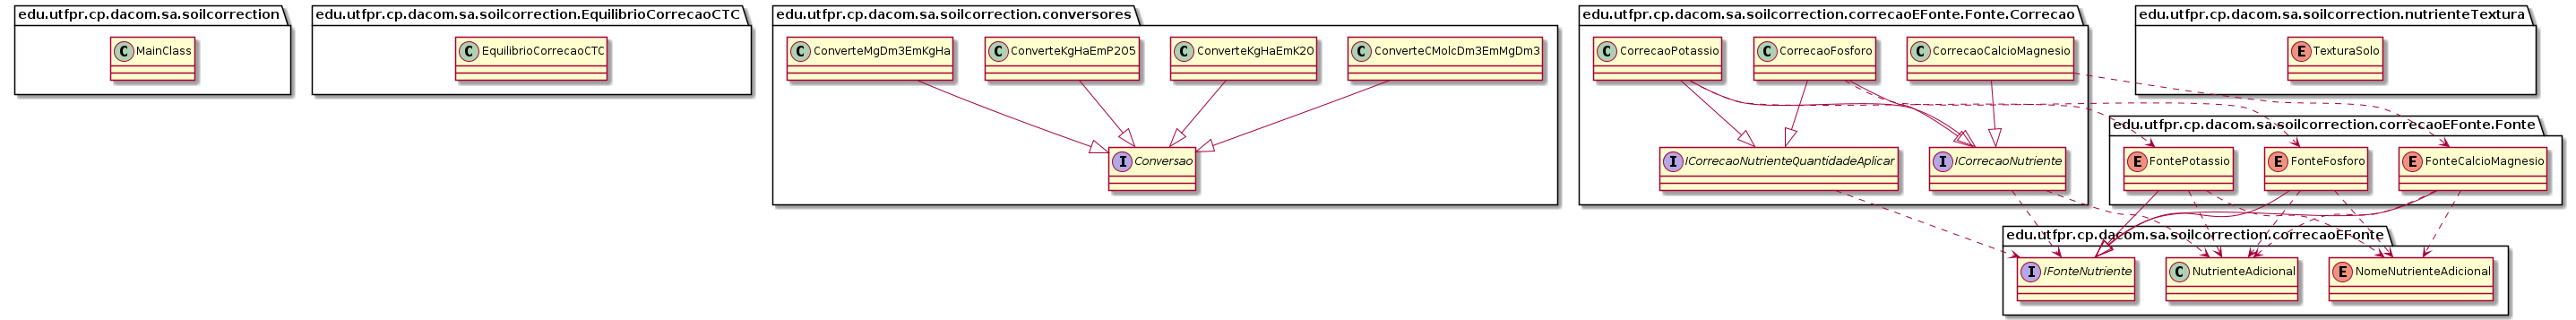 edu.utfpr.cp.dacom.sa.soilcorrection
C MainClass
edu.utfpr.cp.dacom.sa.soilcorrection.EquilibrioCorrecaoCTC
C EquilibrioCorrecaoCTC
edu.utfpr.cp.dacom.sa.soilcorrection.conversores
C ConverteMgDm3EmKgHa
C ConverteKgHaEmP2O5
C ConverteKgHaEmK2O
C ConverteCMolcDm3EmMgDm3
I Conversao
edu.utfpr.cp.dacom.sa.soilcorrection.correcaoEFonte.Fonte.Correcao
C CorrecaoPotassio
C CorrecaoFosforo
C CorrecaoCalcioMagnesio
I ICorrecaoNutrienteQuantidadeAplicar
I ICorrecaoNutriente
edu.utfpr.cp.dacom.sa.soilcorrection.nutrienteTextura
E TexturaSolo
edu.utfpr.cp.dacom.sa.soilcorrection.correcaoEFonte.Fonte
E FontePotassio
E FonteFosforo
E FonteCalcioMagnesio
edu.utfpr.cp.dacom.sa.soilcorrection.correcaoEFonte
I IFonteNutriente
C NutrienteAdicional
E NomeNutrienteAdicional